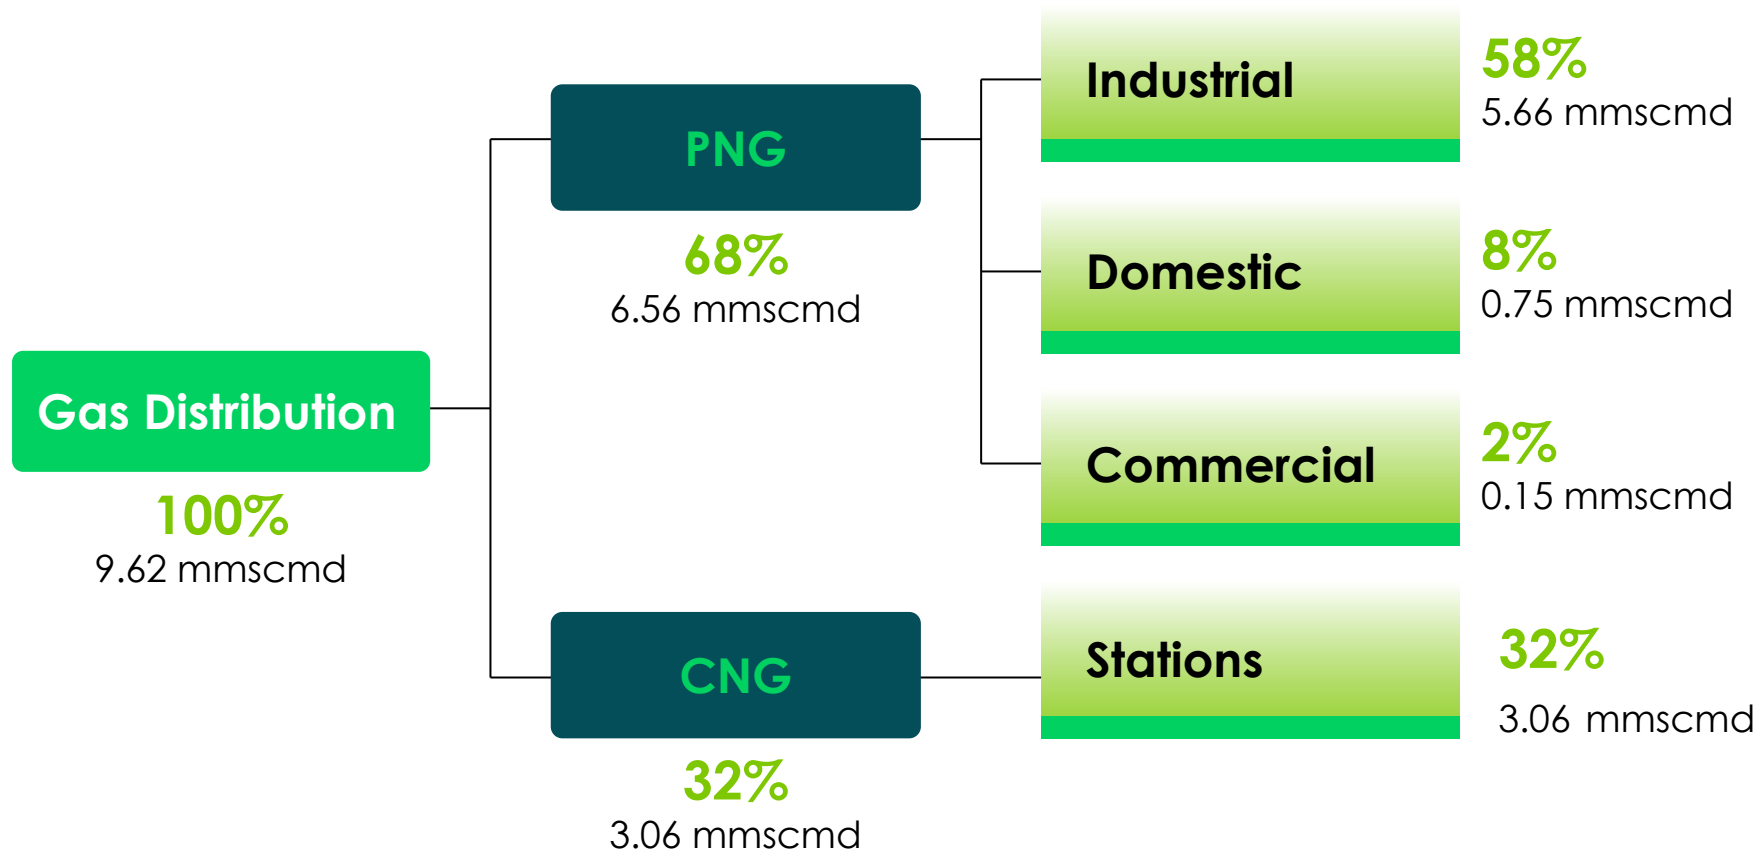 Gas Distribution
100%
9.62 mmscmd
PNG
68%
6.56 mmscmd
CNG
32%
3.06 mmscmd
Industrial
58%
5.66 mmscmd
Domestic
8%
0.75 mmscmd
Commercial
2%
0.15 mmscmd
Stations
32%
3.06 mmscmd